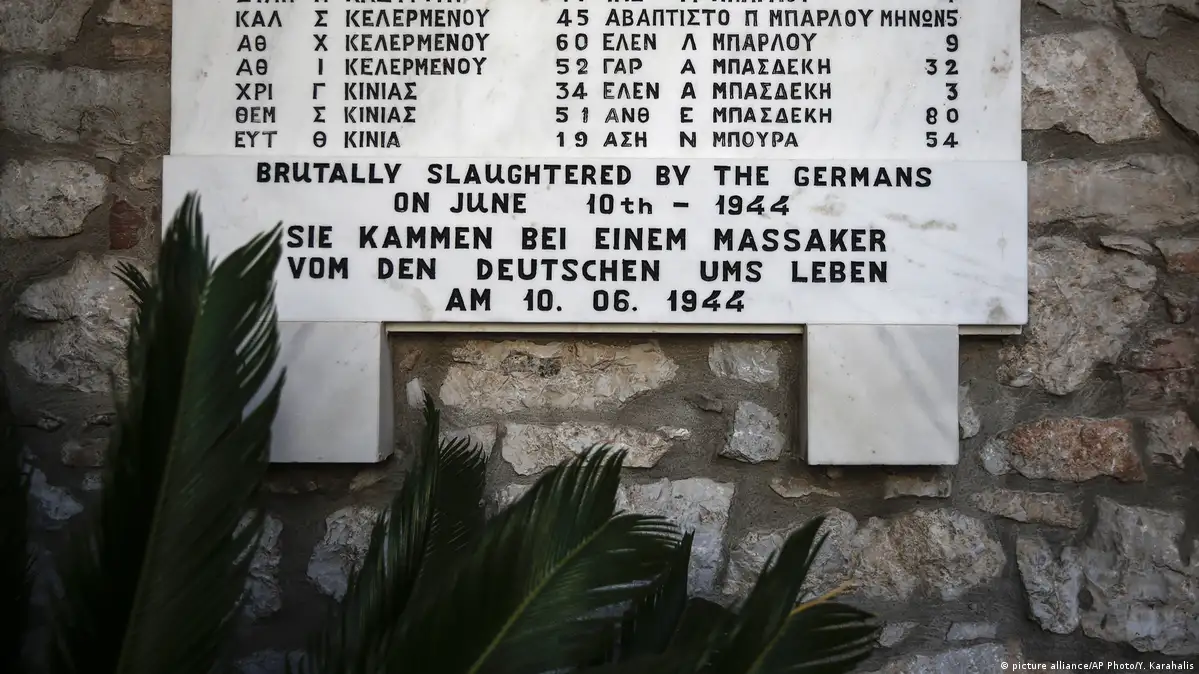 ΚΑΛ Σ ΚΕΛΕΡΜΕΝΟΥ 45 ΑΒΑΠΤΙΣΤΟ Π ΜΠΑΡΛΟΥ ΜΗΝΩΝ5
ΑΘ Χ ΚΕΛΕΡΜΕΝΟΥ 60 ΕΛΕΝ Λ ΜΠΑΡΛΟΥ 9
ΑΘ Ι ΚΕΛΕΡΜΕΝΟΥ 52 ΓΑΡ Α ΜΠΑΣΔΕΚΗ 32
ΧΡΙ Γ ΚΙΝΙΑΣ 34 ΕΛΕΝ Α ΜΠΑΣΔΕΚΗ 3
ΘΕΜ Σ ΚΙΝΙΑΣ 51 ΑΝΘ Ε ΜΠΑΣΔΕΚΗ 80
ΕΥΤ Θ ΚΙΝΙΑ 19 ΑΣΗ Ν ΜΠΟΥΡΑ 54
BRUTALLY SLAUGHTERED BY THE GERMANS
ON JUNE 10th - 1944
SIE KAMMEN BEI EINEM MASSAKER
VOM DEN DEUTSCHEN UMS LEBEN
AM 10. 06. 1944
© picture alliance/AP Photo/Y. Karahalis